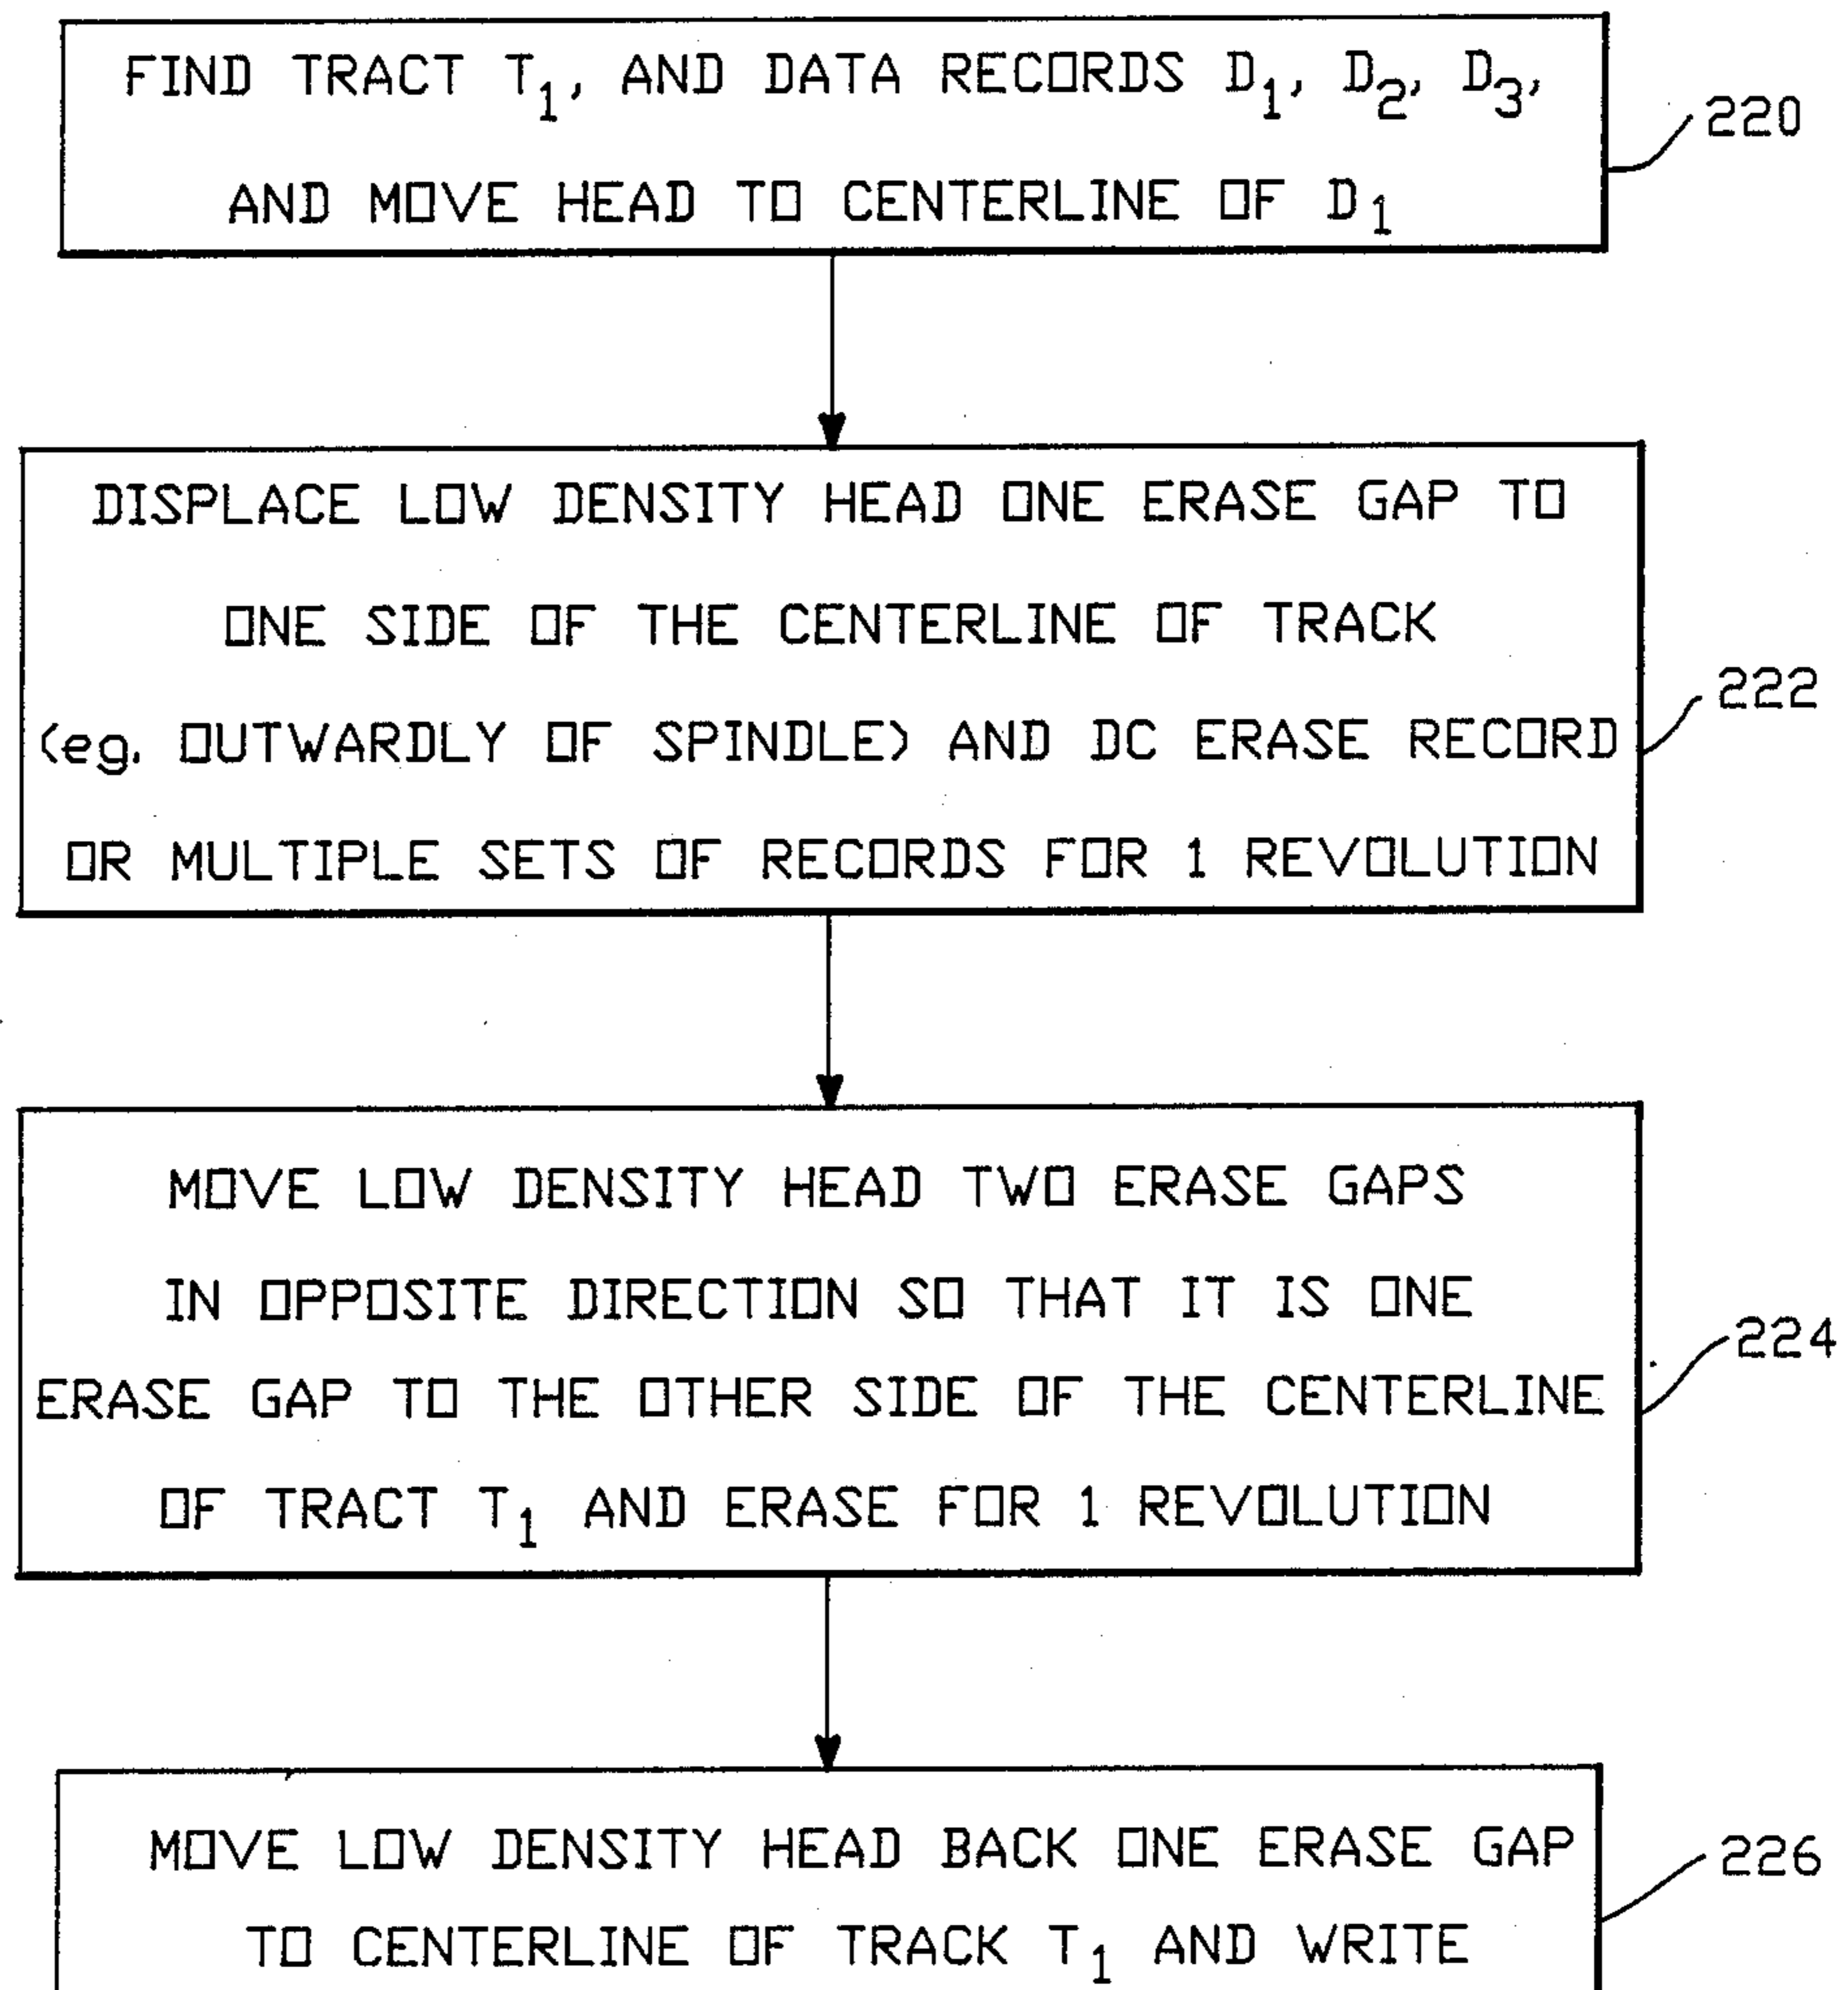 FIND TRACT T₁, AND DATA RECORDS D₁, D₂, D₃,
AND MOVE HEAD TO CENTERLINE OF D₁
220
DISPLACE LOW DENSITY HEAD ONE ERASE GAP TO
ONE SIDE OF THE CENTERLINE OF TRACK
(eg. OUTWARDLY OF SPINDLE) AND DC ERASE RECORD
OR MULTIPLE SETS OF RECORDS FOR 1 REVOLUTION
222
MOVE LOW DENSITY HEAD TWO ERASE GAPS
IN OPPOSITE DIRECTION SO THAT IT IS ONE
ERASE GAP TO THE OTHER SIDE OF THE CENTERLINE
OF TRACT T₁ AND ERASE FOR 1 REVOLUTION
224
MOVE LOW DENSITY HEAD BACK ONE ERASE GAP
TO CENTERLINE OF TRACK T₁ AND WRITE
226